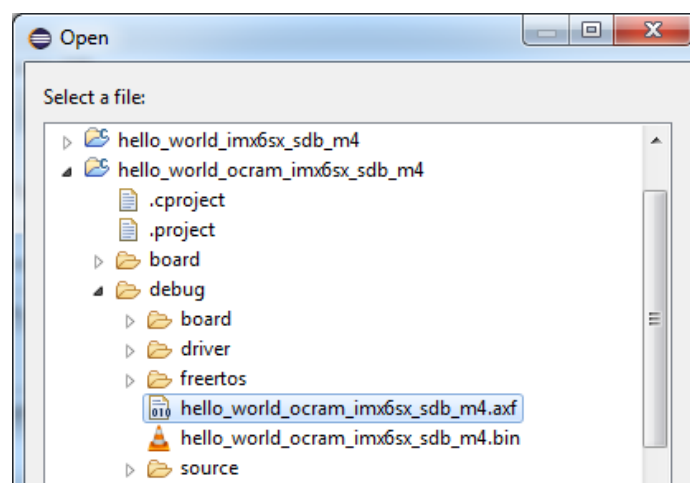 Open
Select a file:
hello_world_imx6sx_sdb_m4
hello_world_ocram_imx6sx_sdb_m4
.cproject
.project
board
debug
board
driver
freertos
hello_world_ocram_imx6sx_sdb_m4.axf
hello_world_ocram_imx6sx_sdb_m4.bin
source